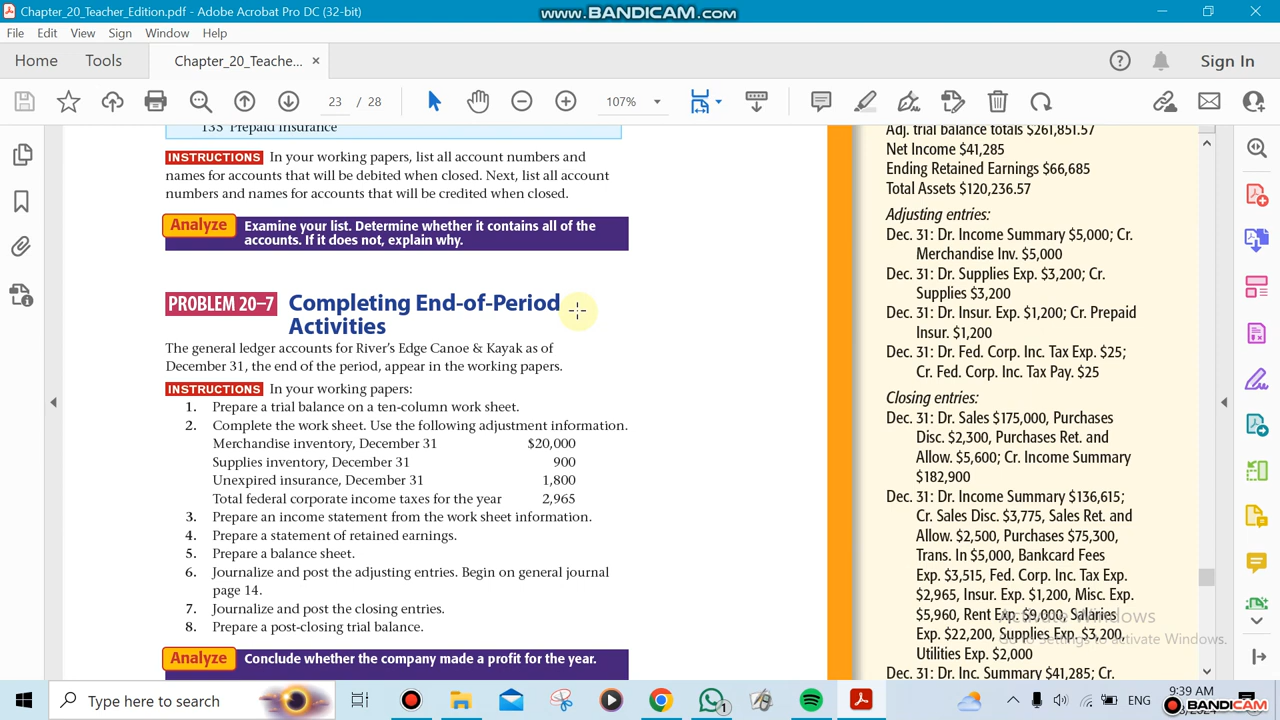 Chapter_20_Teacher_Edition.pdf - Adobe Acrobat Pro DC (32-bit)
www.BANDICAM.com
File Edit View Sign Window Help
Home Tools Chapter_20_Teache... × Sign In
23 / 28 107%
135 Prepaid Insurance
INSTRUCTIONS In your working papers, list all account numbers and
names for accounts that will be debited when closed. Next, list all account
numbers and names for accounts that will be credited when closed.
Analyze Examine your list. Determine whether it contains all of the
accounts. If it does not, explain why.
PROBLEM 20–7 Completing End-of-Period
Activities
The general ledger accounts for River's Edge Canoe & Kayak as of
December 31, the end of the period, appear in the working papers.
INSTRUCTIONS In your working papers:
1. Prepare a trial balance on a ten-column work sheet.
2. Complete the work sheet. Use the following adjustment information.
Merchandise inventory, December 31 $20,000
Supplies inventory, December 31 900
Unexpired insurance, December 31 1,800
Total federal corporate income taxes for the year 2,965
3. Prepare an income statement from the work sheet information.
4. Prepare a statement of retained earnings.
5. Prepare a balance sheet.
6. Journalize and post the adjusting entries. Begin on general journal
page 14.
7. Journalize and post the closing entries.
8. Prepare a post-closing trial balance.
Analyze Conclude whether the company made a profit for the year.
Adj. trial balance totals $261,851.57
Net Income $41,285
Ending Retained Earnings $66,685
Total Assets $120,236.57
Adjusting entries:
Dec. 31: Dr. Income Summary $5,000; Cr.
Merchandise Inv. $5,000
Dec. 31: Dr. Supplies Exp. $3,200; Cr.
Supplies $3,200
Dec. 31: Dr. Insur. Exp. $1,200; Cr. Prepaid
Insur. $1,200
Dec. 31: Dr. Fed. Corp. Inc. Tax Exp. $25;
Cr. Fed. Corp. Inc. Tax Pay. $25
Closing entries:
Dec. 31: Dr. Sales $175,000, Purchases
Disc. $2,300, Purchases Ret. and
Allow. $5,600; Cr. Income Summary
$182,900
Dec. 31: Dr. Income Summary $136,615;
Cr. Sales Disc. $3,775, Sales Ret. and
Allow. $2,500, Purchases $75,300,
Trans. In $5,000, Bankcard Fees
Exp. $3,515, Fed. Corp. Inc. Tax Exp.
$2,965, Insur. Exp. $1,200, Misc. Exp.
$5,960, Rent Exp. $9,000, Salaries
Exp. $22,200, Supplies Exp. $3,200,
Utilities Exp. $2,000
Dec. 31: Dr. Inc. Summary $41,285; Cr.
Activate Windows
Go to Settings to activate Windows.
Type here to search
1
ENG
9:39 AM
BANDICAM